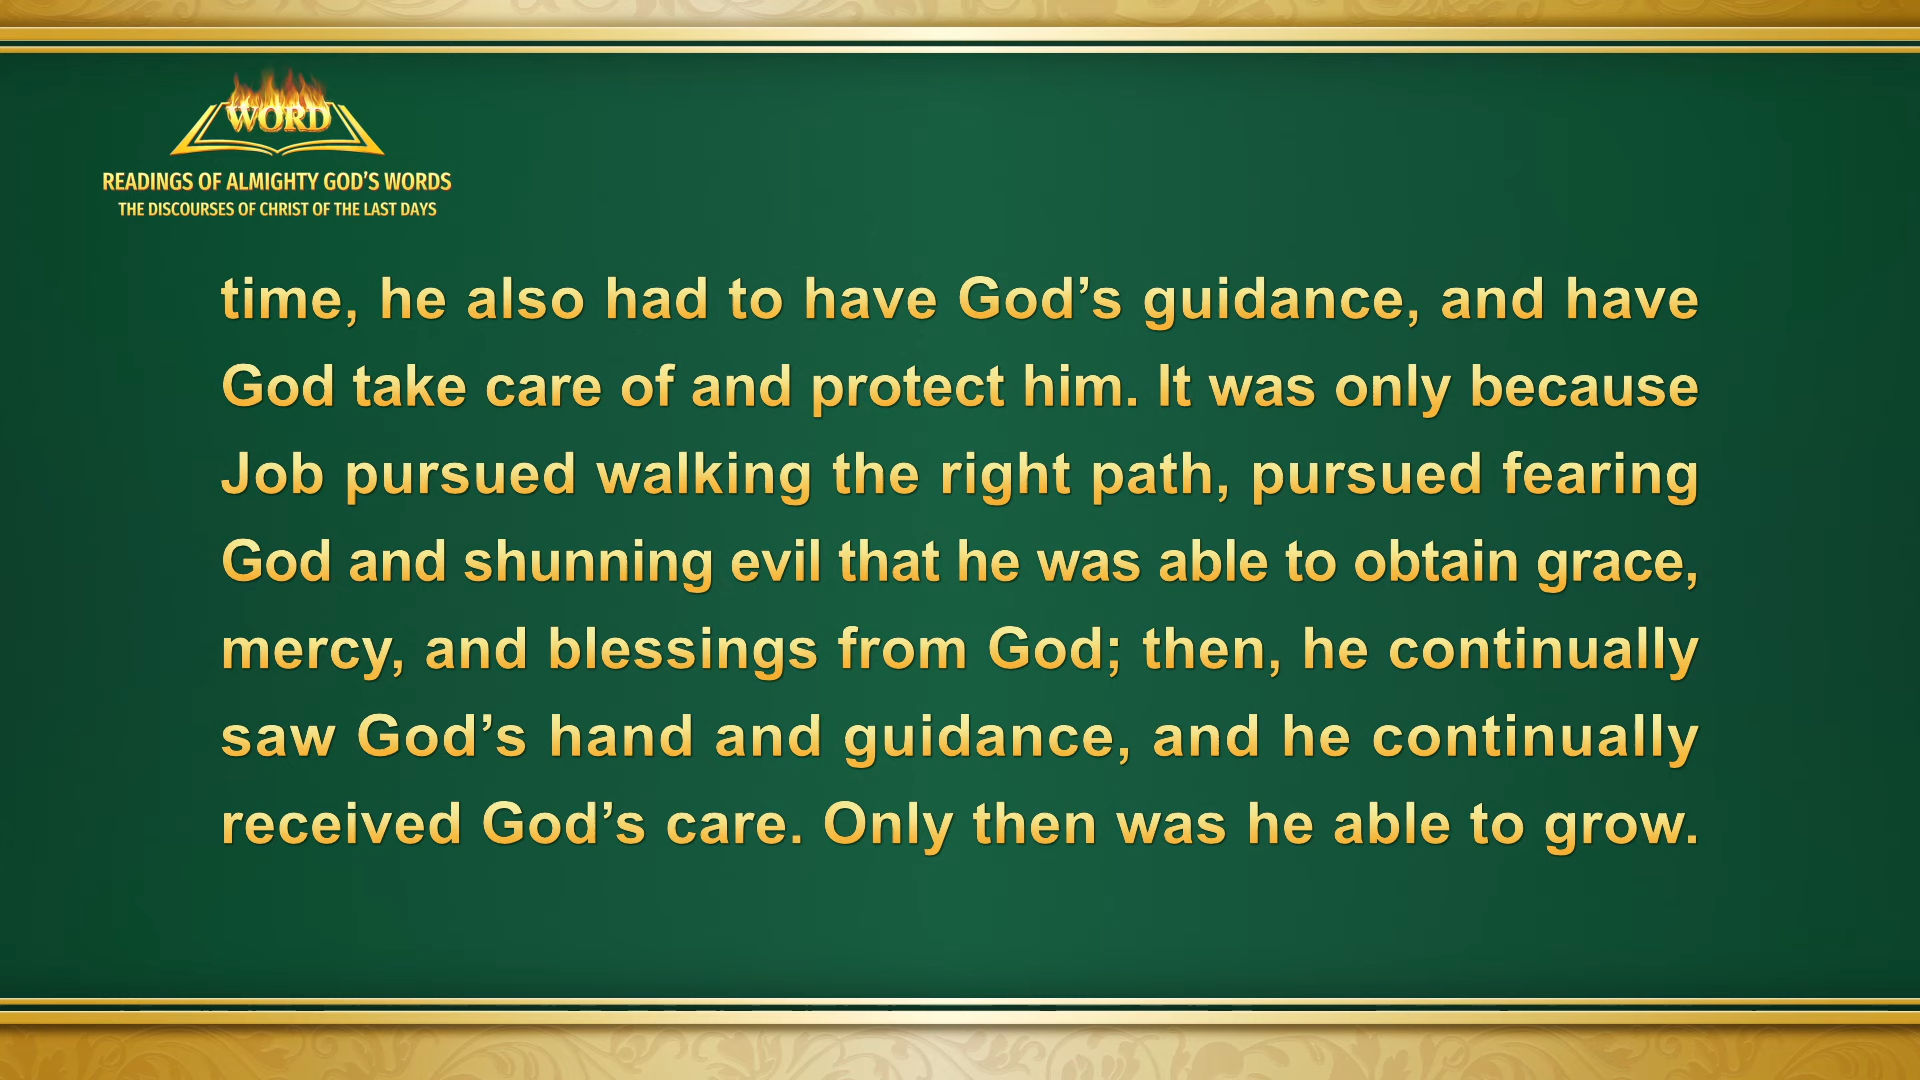 WORD
READINGS OF ALMIGHTY GOD’S WORDS
THE DISCOURSES OF CHRIST OF THE LAST DAYS
time, he also had to have God’s guidance, and have
God take care of and protect him. It was only because
Job pursued walking the right path, pursued fearing
God and shunning evil that he was able to obtain grace,
mercy, and blessings from God; then, he continually
saw God’s hand and guidance, and he continually
received God’s care. Only then was he able to grow.